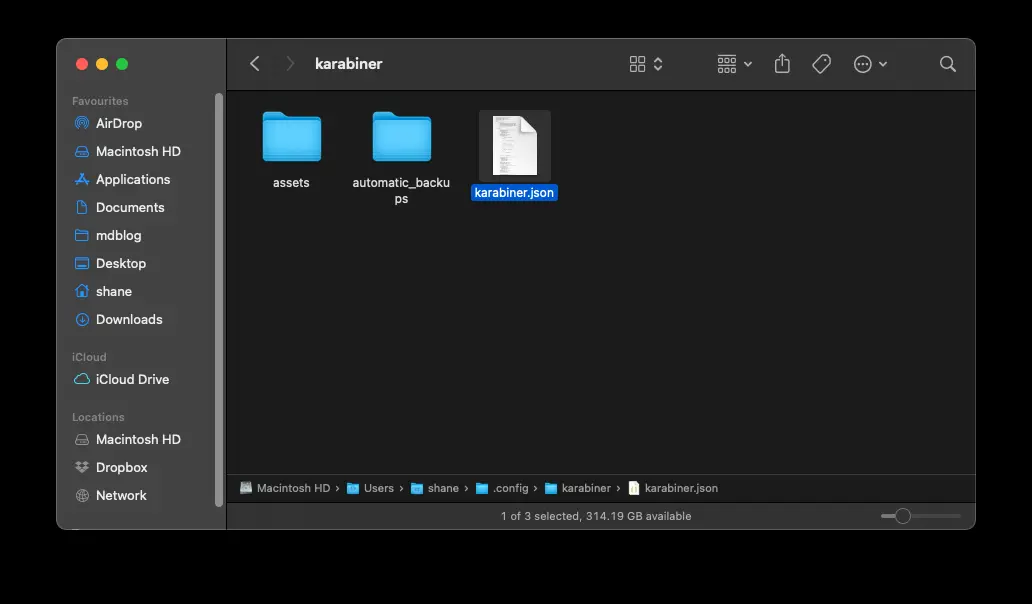 karabiner
Favourites
AirDrop
Macintosh HD
Applications
Documents
mdblog
Desktop
shane
Downloads
iCloud
iCloud Drive
Locations
Macintosh HD
Dropbox
Network
assets
automatic_backu
ps
karabiner.json
Macintosh HD › Users › shane › .config › karabiner › karabiner.json
1 of 3 selected, 314.19 GB available